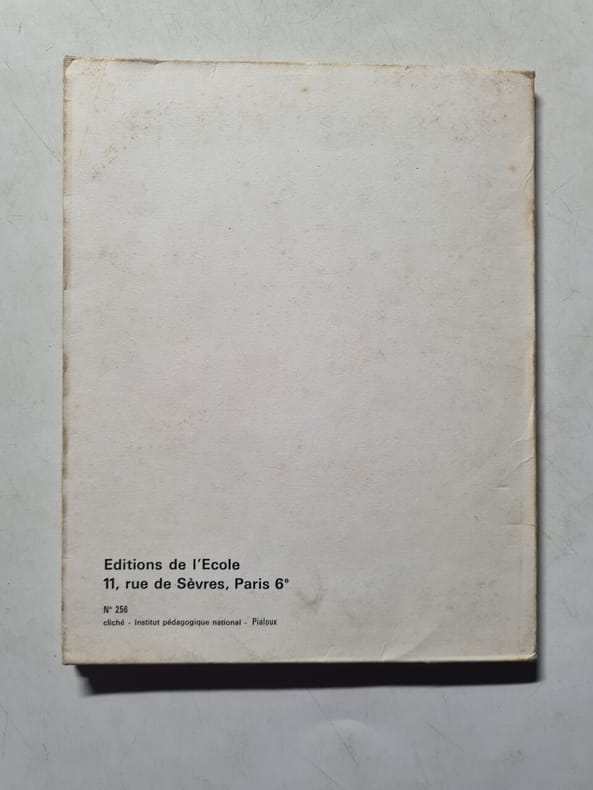 Editions de l'Ecole
11, rue de Sèvres, Paris 6e
N° 256
cliché - Institut pédagogique national - Pialoux